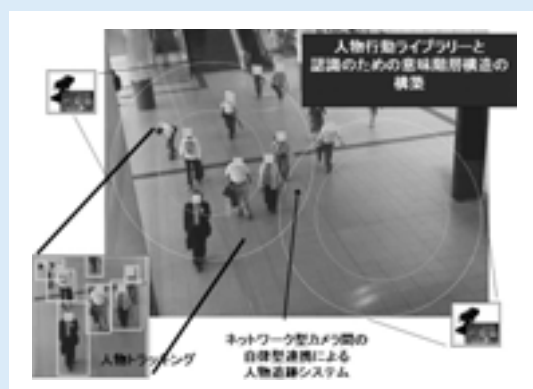 人物行動ライブラリーと
認識のための意味階層構造の
構築
人物トラッキング
ネットワーク型カメラ間の
自律型連携による
人物追跡システム